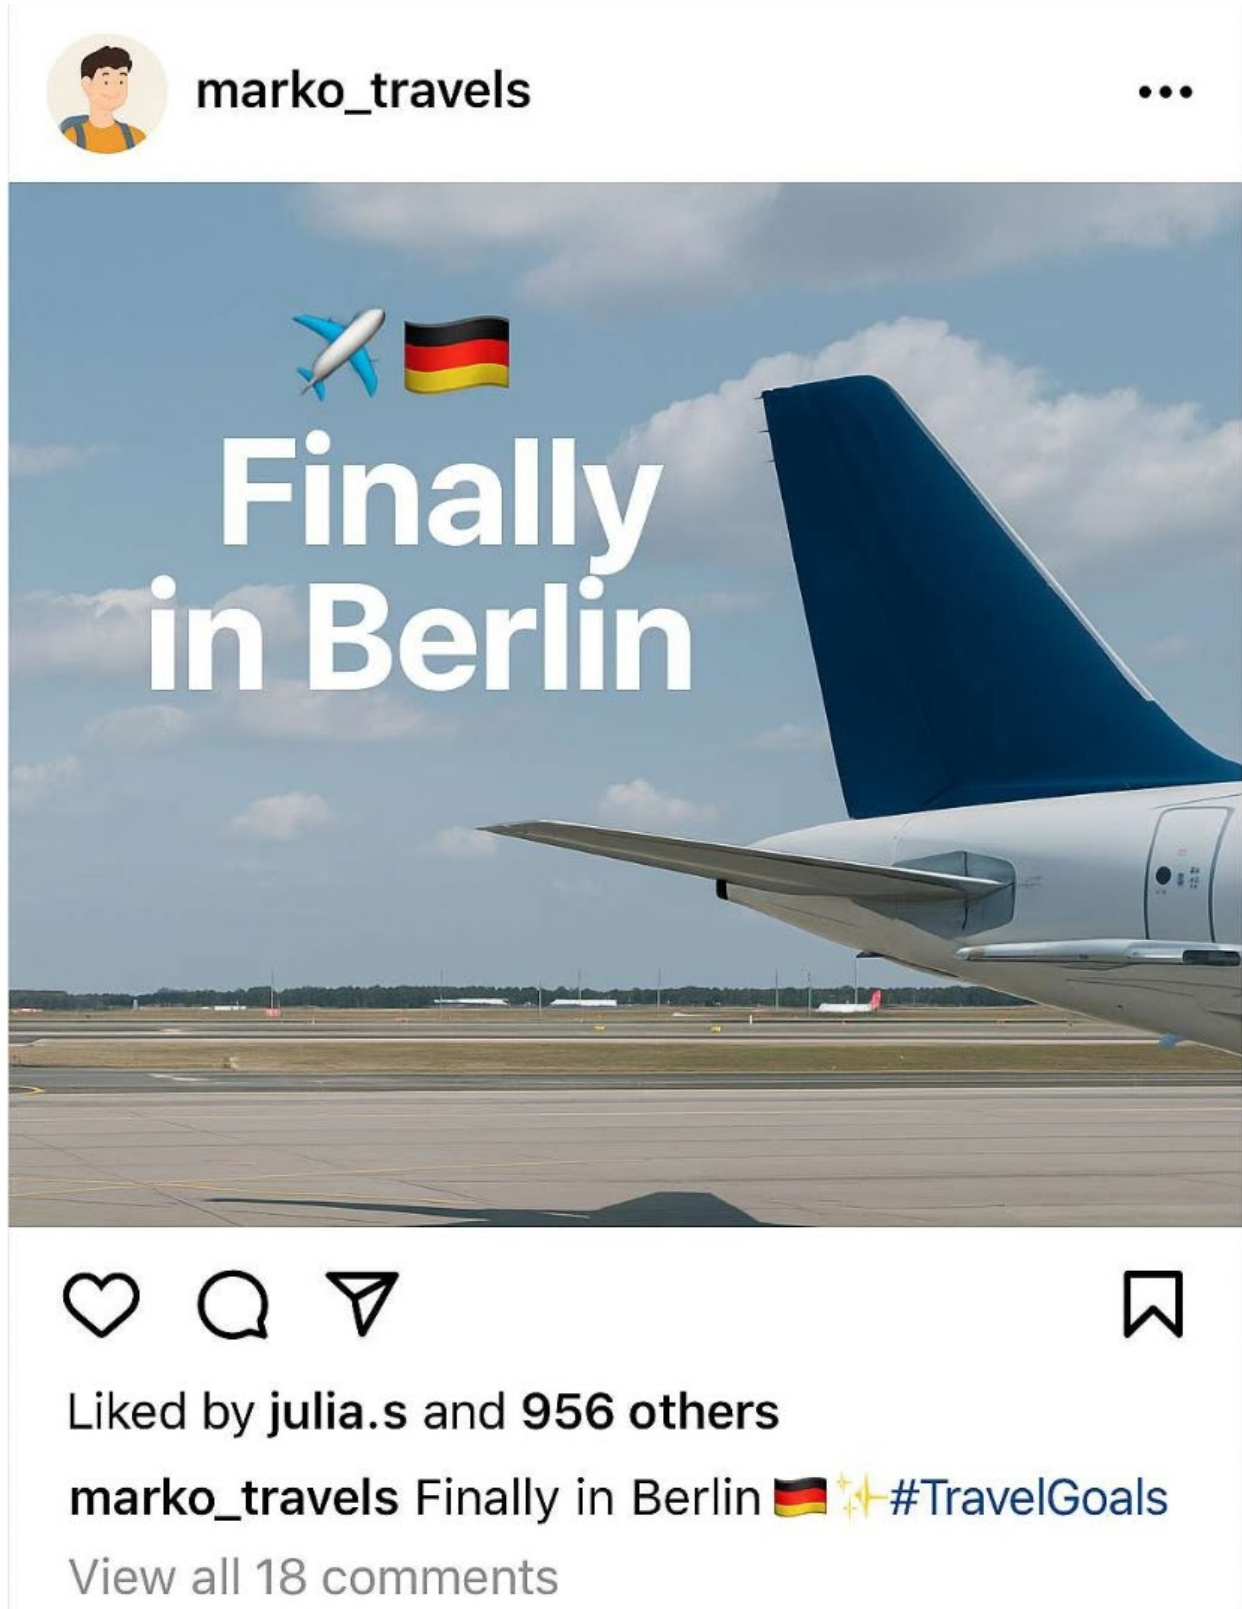 marko_travels
✈️🇩🇪
Finally
in Berlin
Liked by julia.s and 956 others
marko_travels Finally in Berlin 🇩🇪✨#TravelGoals
View all 18 comments